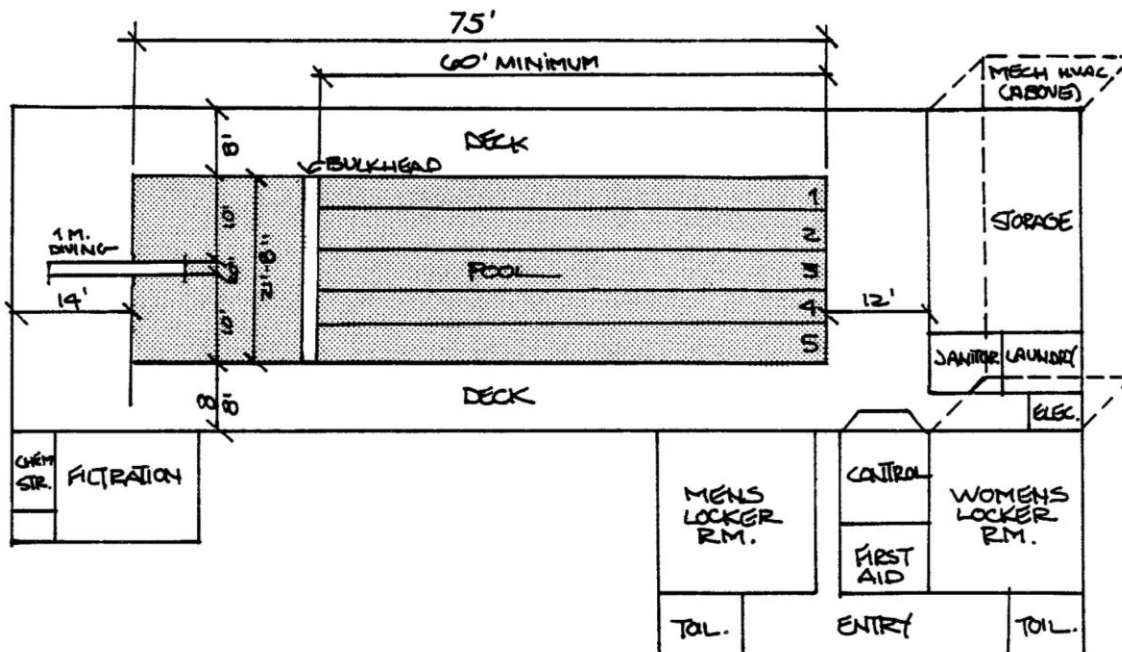 75'
60' MINIMUM
MECH HVAC
(ABOVE)
8'
DECK
BULKHEAD
1
10'
2
STORAGE
1 M.
DIVING
21'-8"
POOL
3
14'
4
12'
10'
5
JANITOR
LAUNDRY
8'
8
DECK
ELEC.
CHEM
STR.
FILTRATION
MENS
LOCKER
RM.
CONTROL
WOMENS
LOCKER
RM.
FIRST
AID
TOIL.
ENTRY
TOIL.